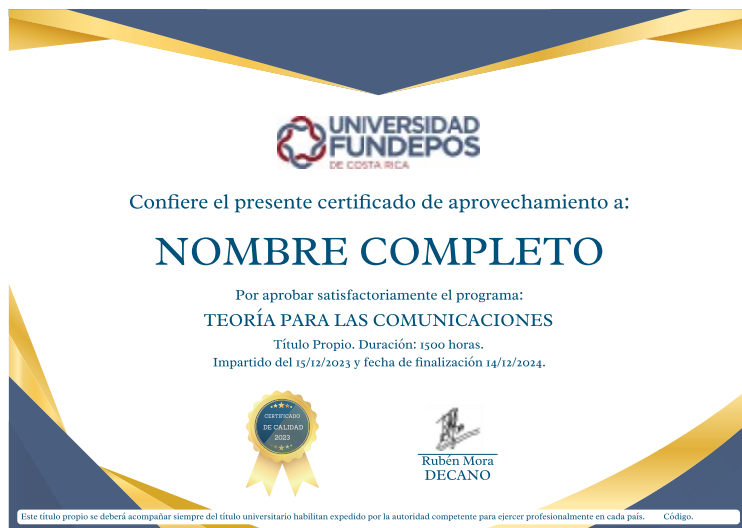 UNIVERSIDAD
FUNDEPOS
DE COSTA RICA
Confiere el presente certificado de aprovechamiento a:
NOMBRE COMPLETO
Por aprobar satisfactoriamente el programa:
TEORÍA PARA LAS COMUNICACIONES
Título Propio. Duración: 1500 horas.
Impartido del 15/12/2023 y fecha de finalización 14/12/2024.
CERTIFICADO
DE CALIDAD
2023
Rubén Mora
DECANO
Este título propio se deberá acompañar siempre del título universitario habilitan expedido por la autoridad competente para ejercer profesionalmente en cada país. Código.